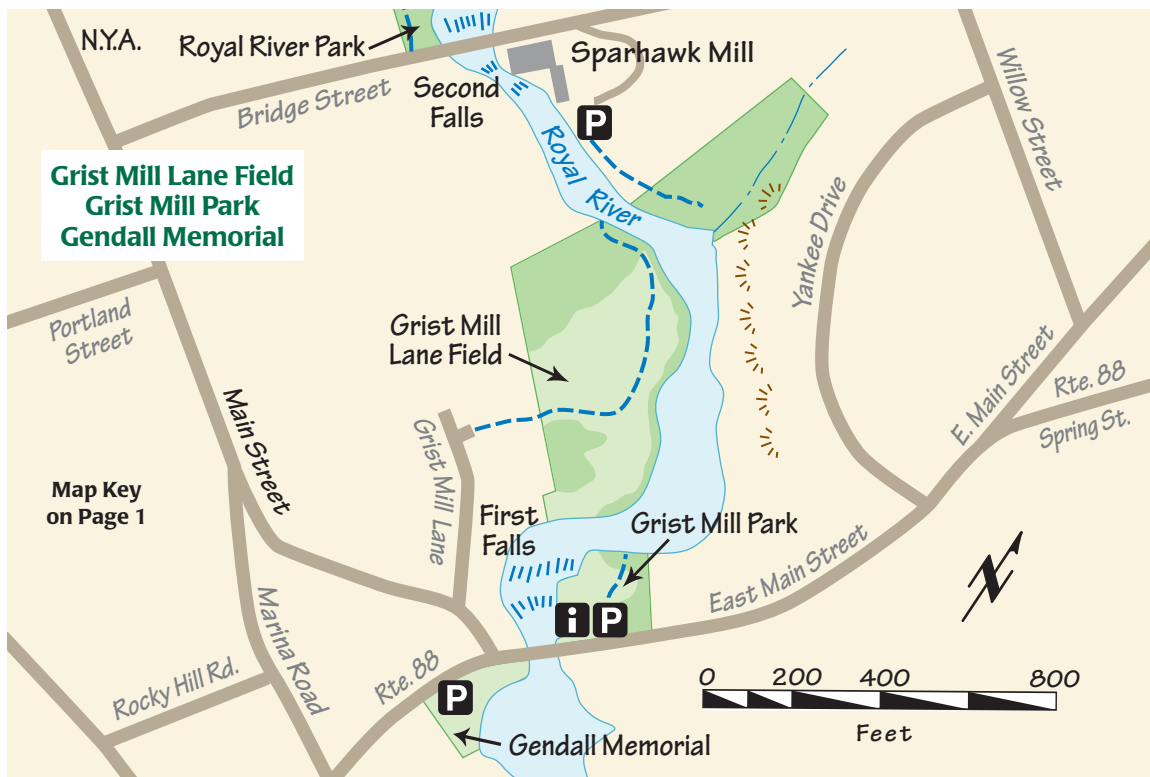 N.Y.A.
Royal River Park
Sparhawk Mill
Bridge Street
Second
Falls
P
Royal River
Willow Street
Grist Mill Lane Field
Grist Mill Park
Gendall Memorial
Yankee Drive
Portland
Street
Grist Mill
Lane Field
Main Street
E. Main Street
Rte. 88
Spring St.
Grist Mill Lane
Map Key
on Page 1
First
Falls
Grist Mill Park
N
East Main Street
i P
Marina Road
Rocky Hill Rd.
Rte. 88
P
Gendall Memorial
0 200 400 800
Feet